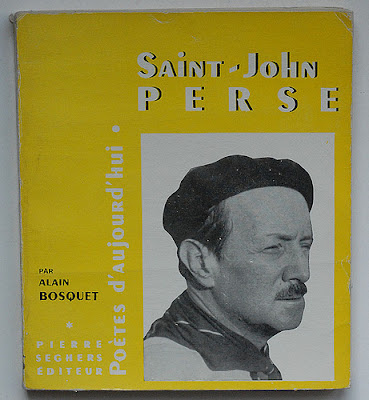 SAINT-JOHN
PERSE
POÈTES D'AUJOURD'HUI •
PAR
ALAIN
BOSQUET
*
PIERRE
SEGHERS
EDITEUR